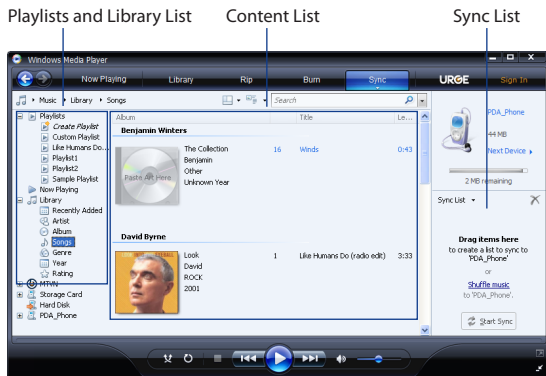 Playlists and Library List Content List Sync List
Windows Media Player
Now Playing Library Rip Burn Sync URGE Sign In
Music Library Songs Search
Playlists
Create Playlist
Custom Playlist
Like Humans Do...
Playlist1
Playlist2
Sample Playlist
Now Playing
Library
Recently Added
Artist
Album
Songs
Genre
Year
Rating
MTVN
Storage Card
Hard Disk
PDA_Phone
Album Title Le...
Benjamin Winters
Paste Art Here
The Collection 16 Winds 0:43
Benjamin
Other
Unknown Year
David Byrne
Look 1 Like Humans Do (radio edit) 3:33
David
ROCK
2001
PDA_Phone
44 MB
Next Device
2 MB remaining
Sync List
Drag items here
to create a list to sync to
'PDA_Phone'
or
Shuffle music
to 'PDA_Phone'.
Start Sync